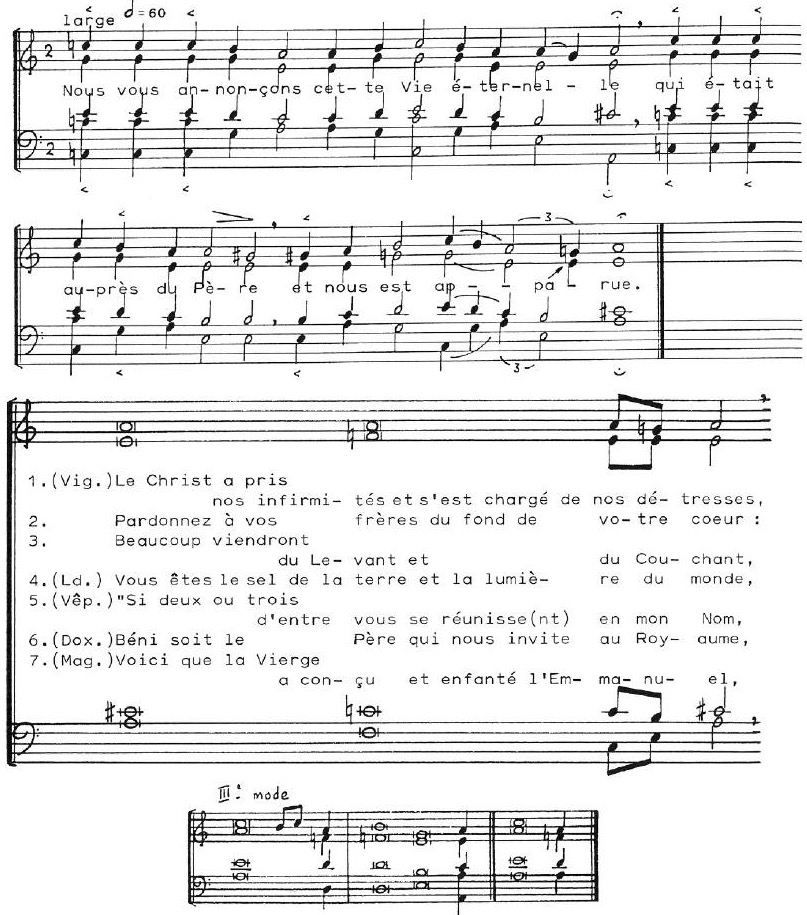 large 𝅗𝅥=60
Nous vous an-non-çons cet-te Vie é-ter-nel - le qui é-tait
au-près du Pè-re et nous est ap - - pa - rue.
3
3
1.(Vig.)Le Christ a pris
nos infirmi- tés et s'est chargé de nos dé- tresses,
2. Pardonnez à vos frères du fond de vo-tre coeur :
3. Beaucoup viendront
du Le- vant et du Cou- chant,
4.(Ld.) Vous êtes le sel de la terre et la lumiè- re du monde,
5.(Vêp.)"Si deux ou trois
d'entre vous se réunisse(nt) en mon Nom,
6.(Dox.)Béni soit le Père qui nous invite au Roy- aume,
7.(Mag.)Voici que la Vierge
a con- çu et enfanté l'Em- ma- nu- el,
III: mode